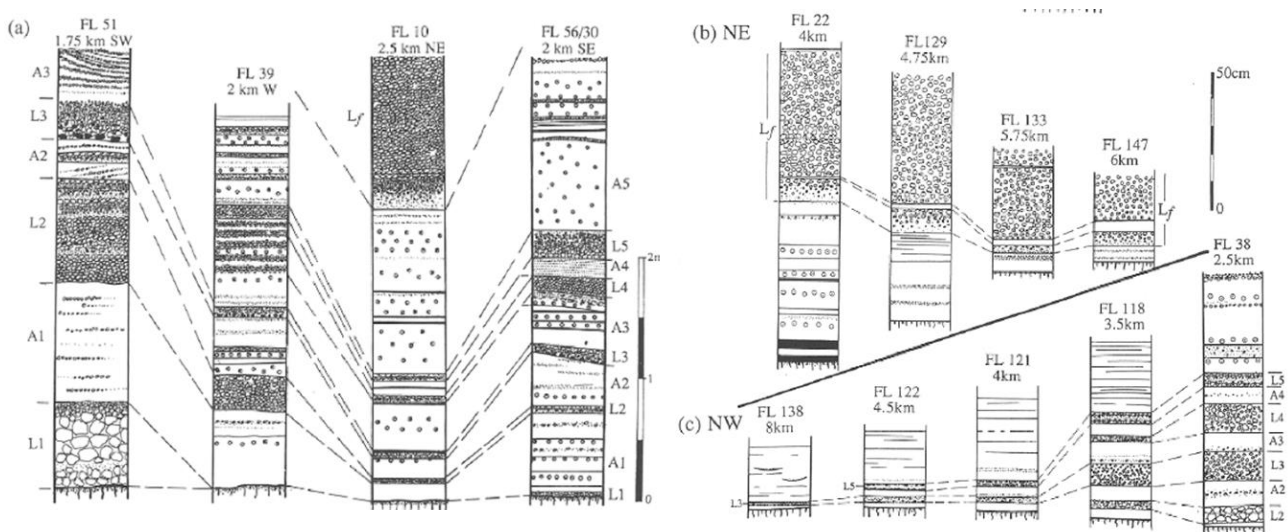 (a)
FL 51
1.75 km SW
FL 39
2 km W
FL 10
2.5 km NE
FL 56/30
2 km SE
A3
L3
A2
L2
A1
L1
Lf
A5
L5
A4
L4
A3
L3
A2
L2
A1
L1
2m
1
0
(b) NE
FL 22
4km
FL129
4.75km
FL 133
5.75km
FL 147
6km
Lf
Lf
50cm
0
(c) NW
FL 138
8km
FL 122
4.5km
FL 121
4km
FL 118
3.5km
FL 38
2.5km
L3
L5
L5
A4
L4
A3
L3
A2
L2